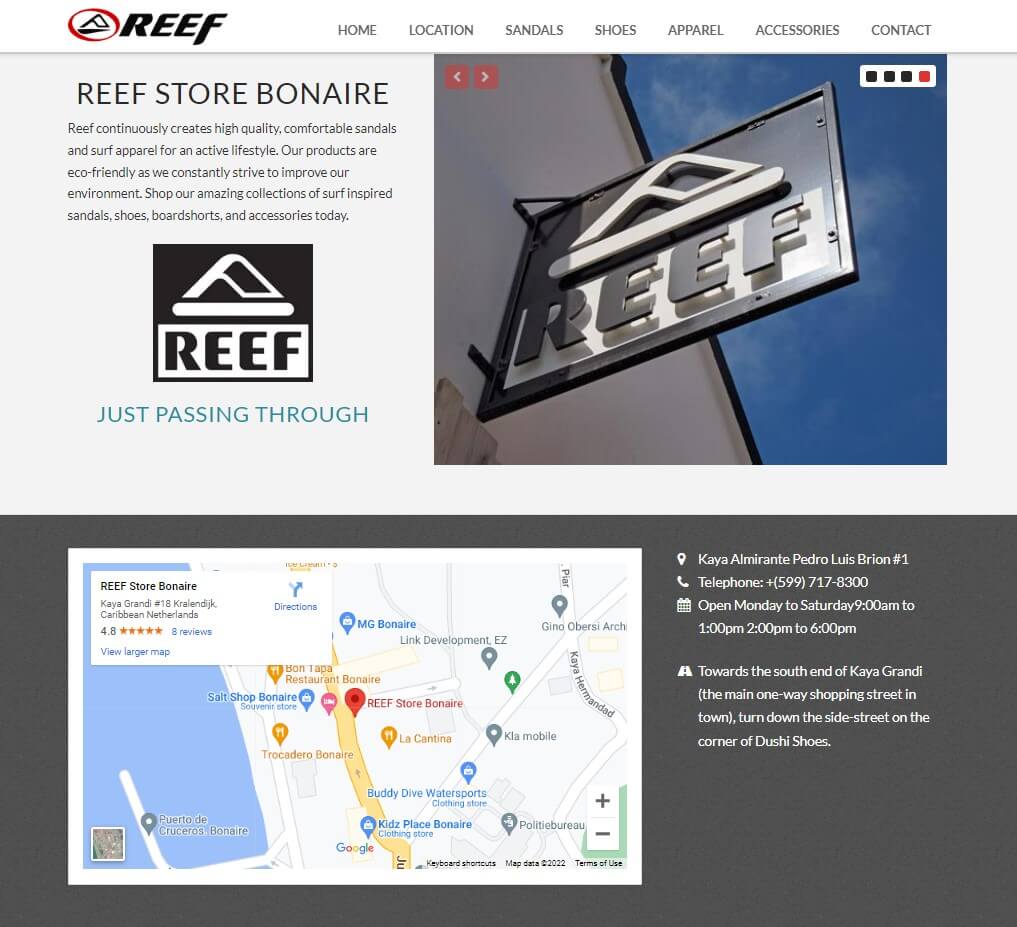 REEF
HOME LOCATION SANDALS SHOES APPAREL ACCESSORIES CONTACT
REEF STORE BONAIRE
Reef continuously creates high quality, comfortable sandals
and surf apparel for an active lifestyle. Our products are
eco-friendly as we constantly strive to improve our
environment. Shop our amazing collections of surf inspired
sandals, shoes, boardshorts, and accessories today.
REEF
JUST PASSING THROUGH
REEF
REEF Store Bonaire
Kaya Grandi #18 Kralendijk,
Caribbean Netherlands
Directions
4.8 ★★★★★ 8 reviews
View larger map
Ice Cream - $
Piar
MG Bonaire
Gino Obersi Archi
Link Development, EZ
Kaya Hermandad
Bon Tapa
Restaurant Bonaire
Salt Shop Bonaire
Souvenir store
REEF Store Bonaire
Trocadero Bonaire
La Cantina
Kla mobile
Buddy Dive Watersports
Clothing store
Puerto de
Cruceros, Bonaire
Kidz Place Bonaire
Clothing store
Politiebureau
+
−
Google
Ju
Keyboard shortcuts Map data ©2022 Terms of Use
Kaya Almirante Pedro Luis Brion #1
Telephone: +(599) 717-8300
Open Monday to Saturday9:00am to
1:00pm 2:00pm to 6:00pm
Towards the south end of Kaya Grandi
(the main one-way shopping street in
town), turn down the side-street on the
corner of Dushi Shoes.